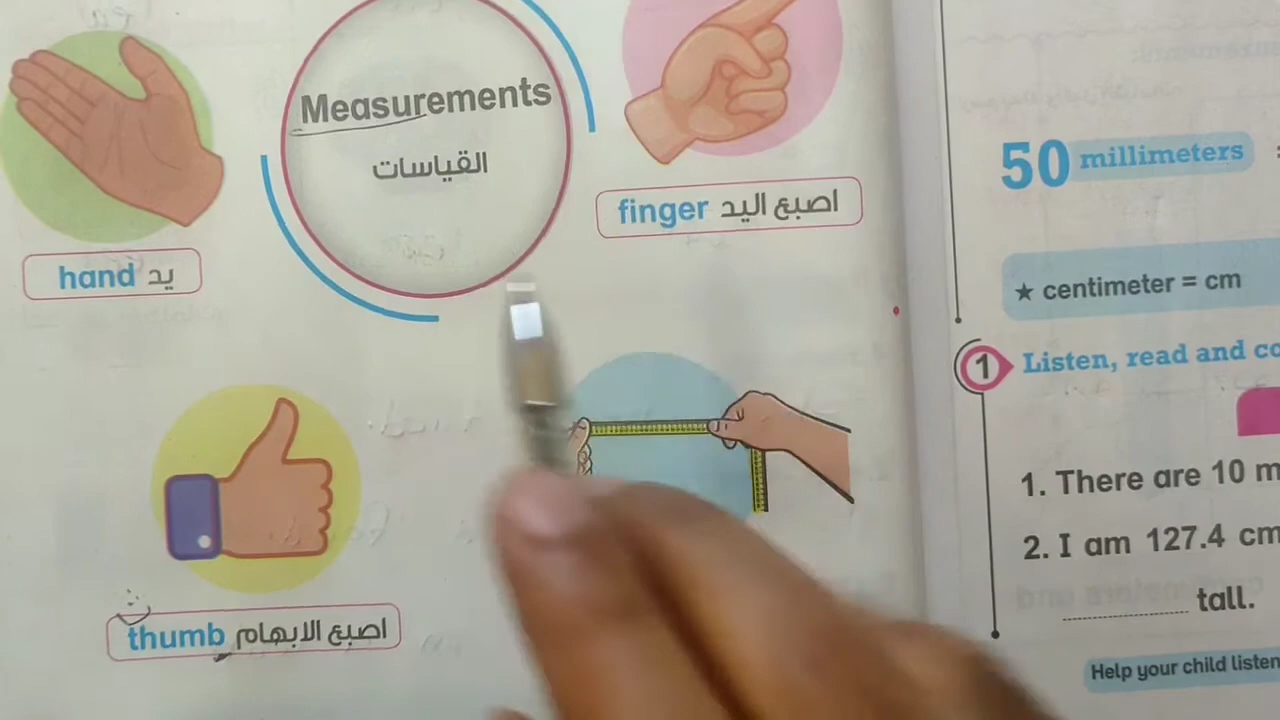 Measurements
القياسات
hand يد
finger اصبع اليد
thumb اصبع الابهام
50 millimeters
★ centimeter = cm
1 Listen, read and co
1. There are 10 m
2. I am 127.4 cm
tall.
Help your child listen